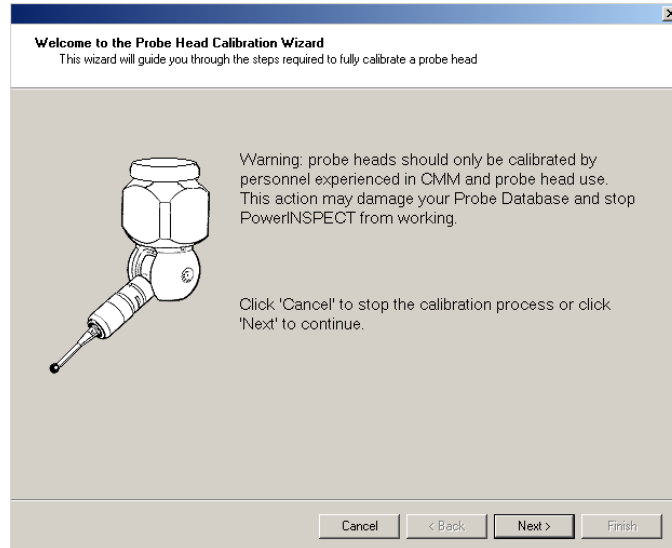 Welcome to the Probe Head Calibration Wizard
This wizard will guide you through the steps required to fully calibrate a probe head
Warning: probe heads should only be calibrated by
personnel experienced in CMM and probe head use.
This action may damage your Probe Database and stop
PowerINSPECT from working.
Click 'Cancel' to stop the calibration process or click
'Next' to continue.
Cancel
< Back
Next >
Finish